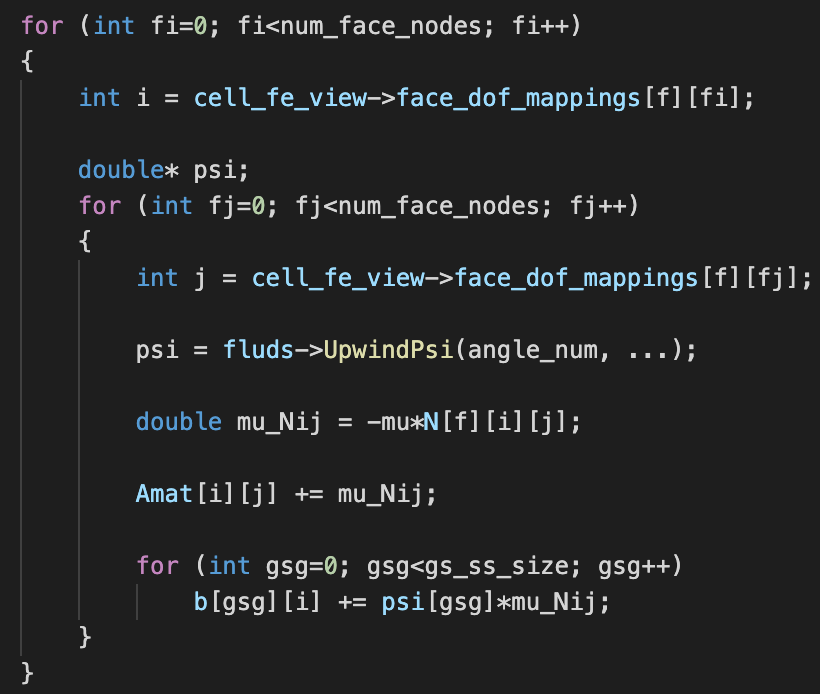 for (int fi=0; fi<num_face_nodes; fi++)
{
    int i = cell_fe_view->face_dof_mappings[f][fi];

    double* psi;
    for (int fj=0; fj<num_face_nodes; fj++)
    {
        int j = cell_fe_view->face_dof_mappings[f][fj];

        psi = fluds->UpwindPsi(angle_num, ...);

        double mu_Nij = -mu*N[f][i][j];

        Amat[i][j] += mu_Nij;

        for (int gsg=0; gsg<gs_ss_size; gsg++)
            b[gsg][i] += psi[gsg]*mu_Nij;
    }
}